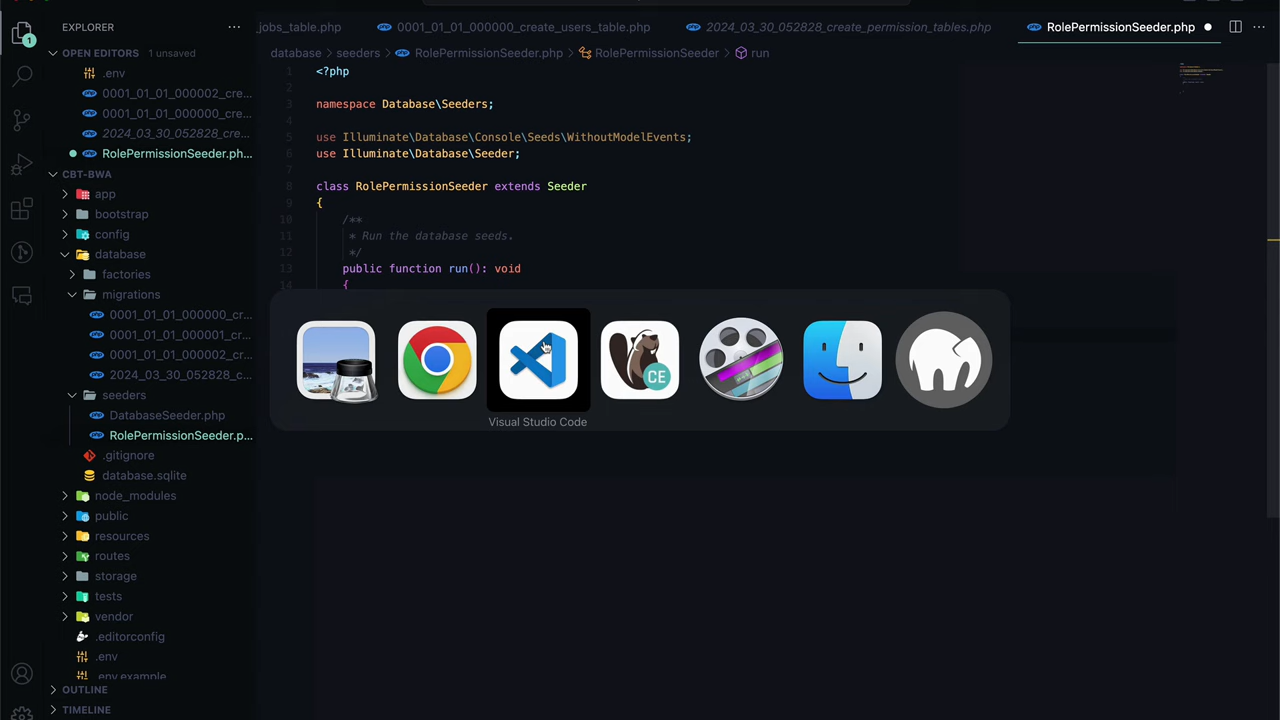 EXPLORER
OPEN EDITORS 1 unsaved
.env
0001_01_01_000002_cre...
0001_01_01_000000_cre...
2024_03_30_052828_cre...
RolePermissionSeeder.ph...
CBT-BWA
app
bootstrap
config
database
factories
migrations
0001_01_01_000000_cr...
0001_01_01_000001_cr...
0001_01_01_000002_cr...
2024_03_30_052828_c...
seeders
DatabaseSeeder.php
RolePermissionSeeder.p...
.gitignore
database.sqlite
node_modules
public
resources
routes
storage
tests
vendor
.editorconfig
.env
.env.example
OUTLINE
TIMELINE
1
_jobs_table.php 0001_01_01_000000_create_users_table.php 2024_03_30_052828_create_permission_tables.php RolePermissionSeeder.php
database > seeders > RolePermissionSeeder.php > RolePermissionSeeder > run
1 <?php
2
3 namespace Database\Seeders;
4
5 use Illuminate\Database\Console\Seeds\WithoutModelEvents;
6 use Illuminate\Database\Seeder;
7
8 class RolePermissionSeeder extends Seeder
9 {
10 /**
11 * Run the database seeds.
12 */
13 public function run(): void
14 {
CE
Visual Studio Code